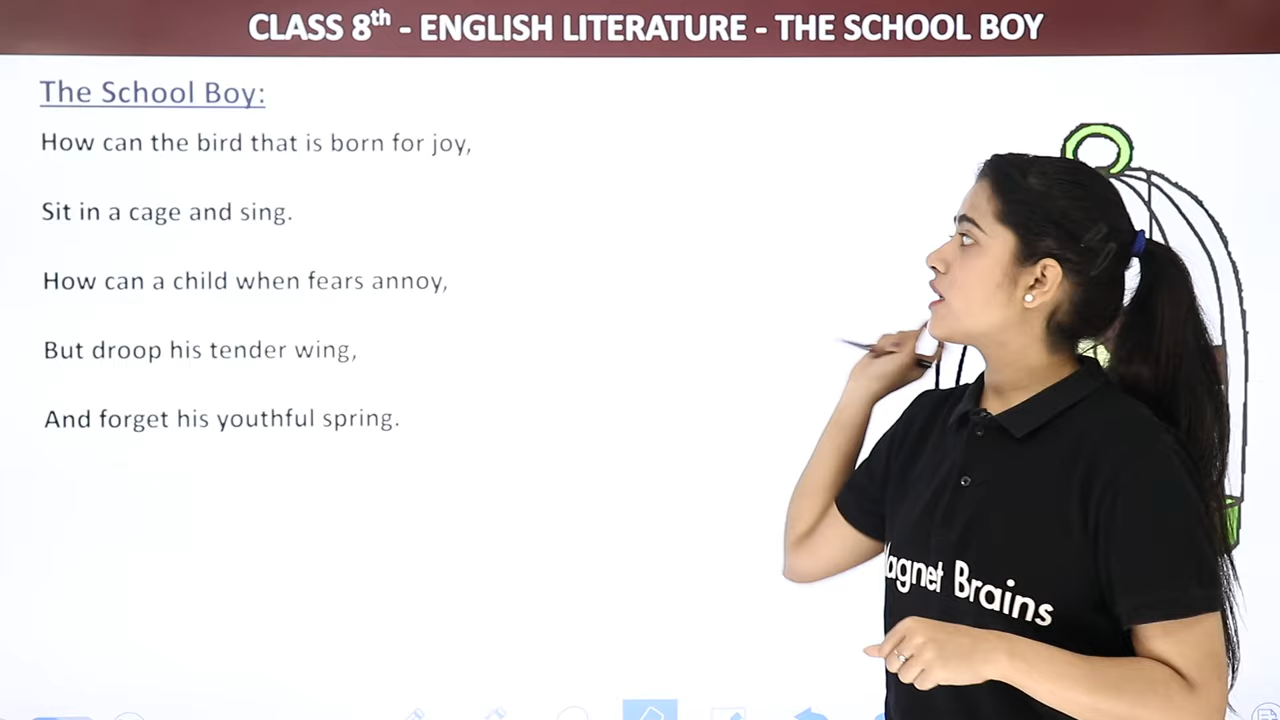 CLASS 8th - ENGLISH LITERATURE - THE SCHOOL BOY
The School Boy:
How can the bird that is born for joy,
Sit in a cage and sing.
How can a child when fears annoy,
But droop his tender wing,
And forget his youthful spring.
agnet Brains